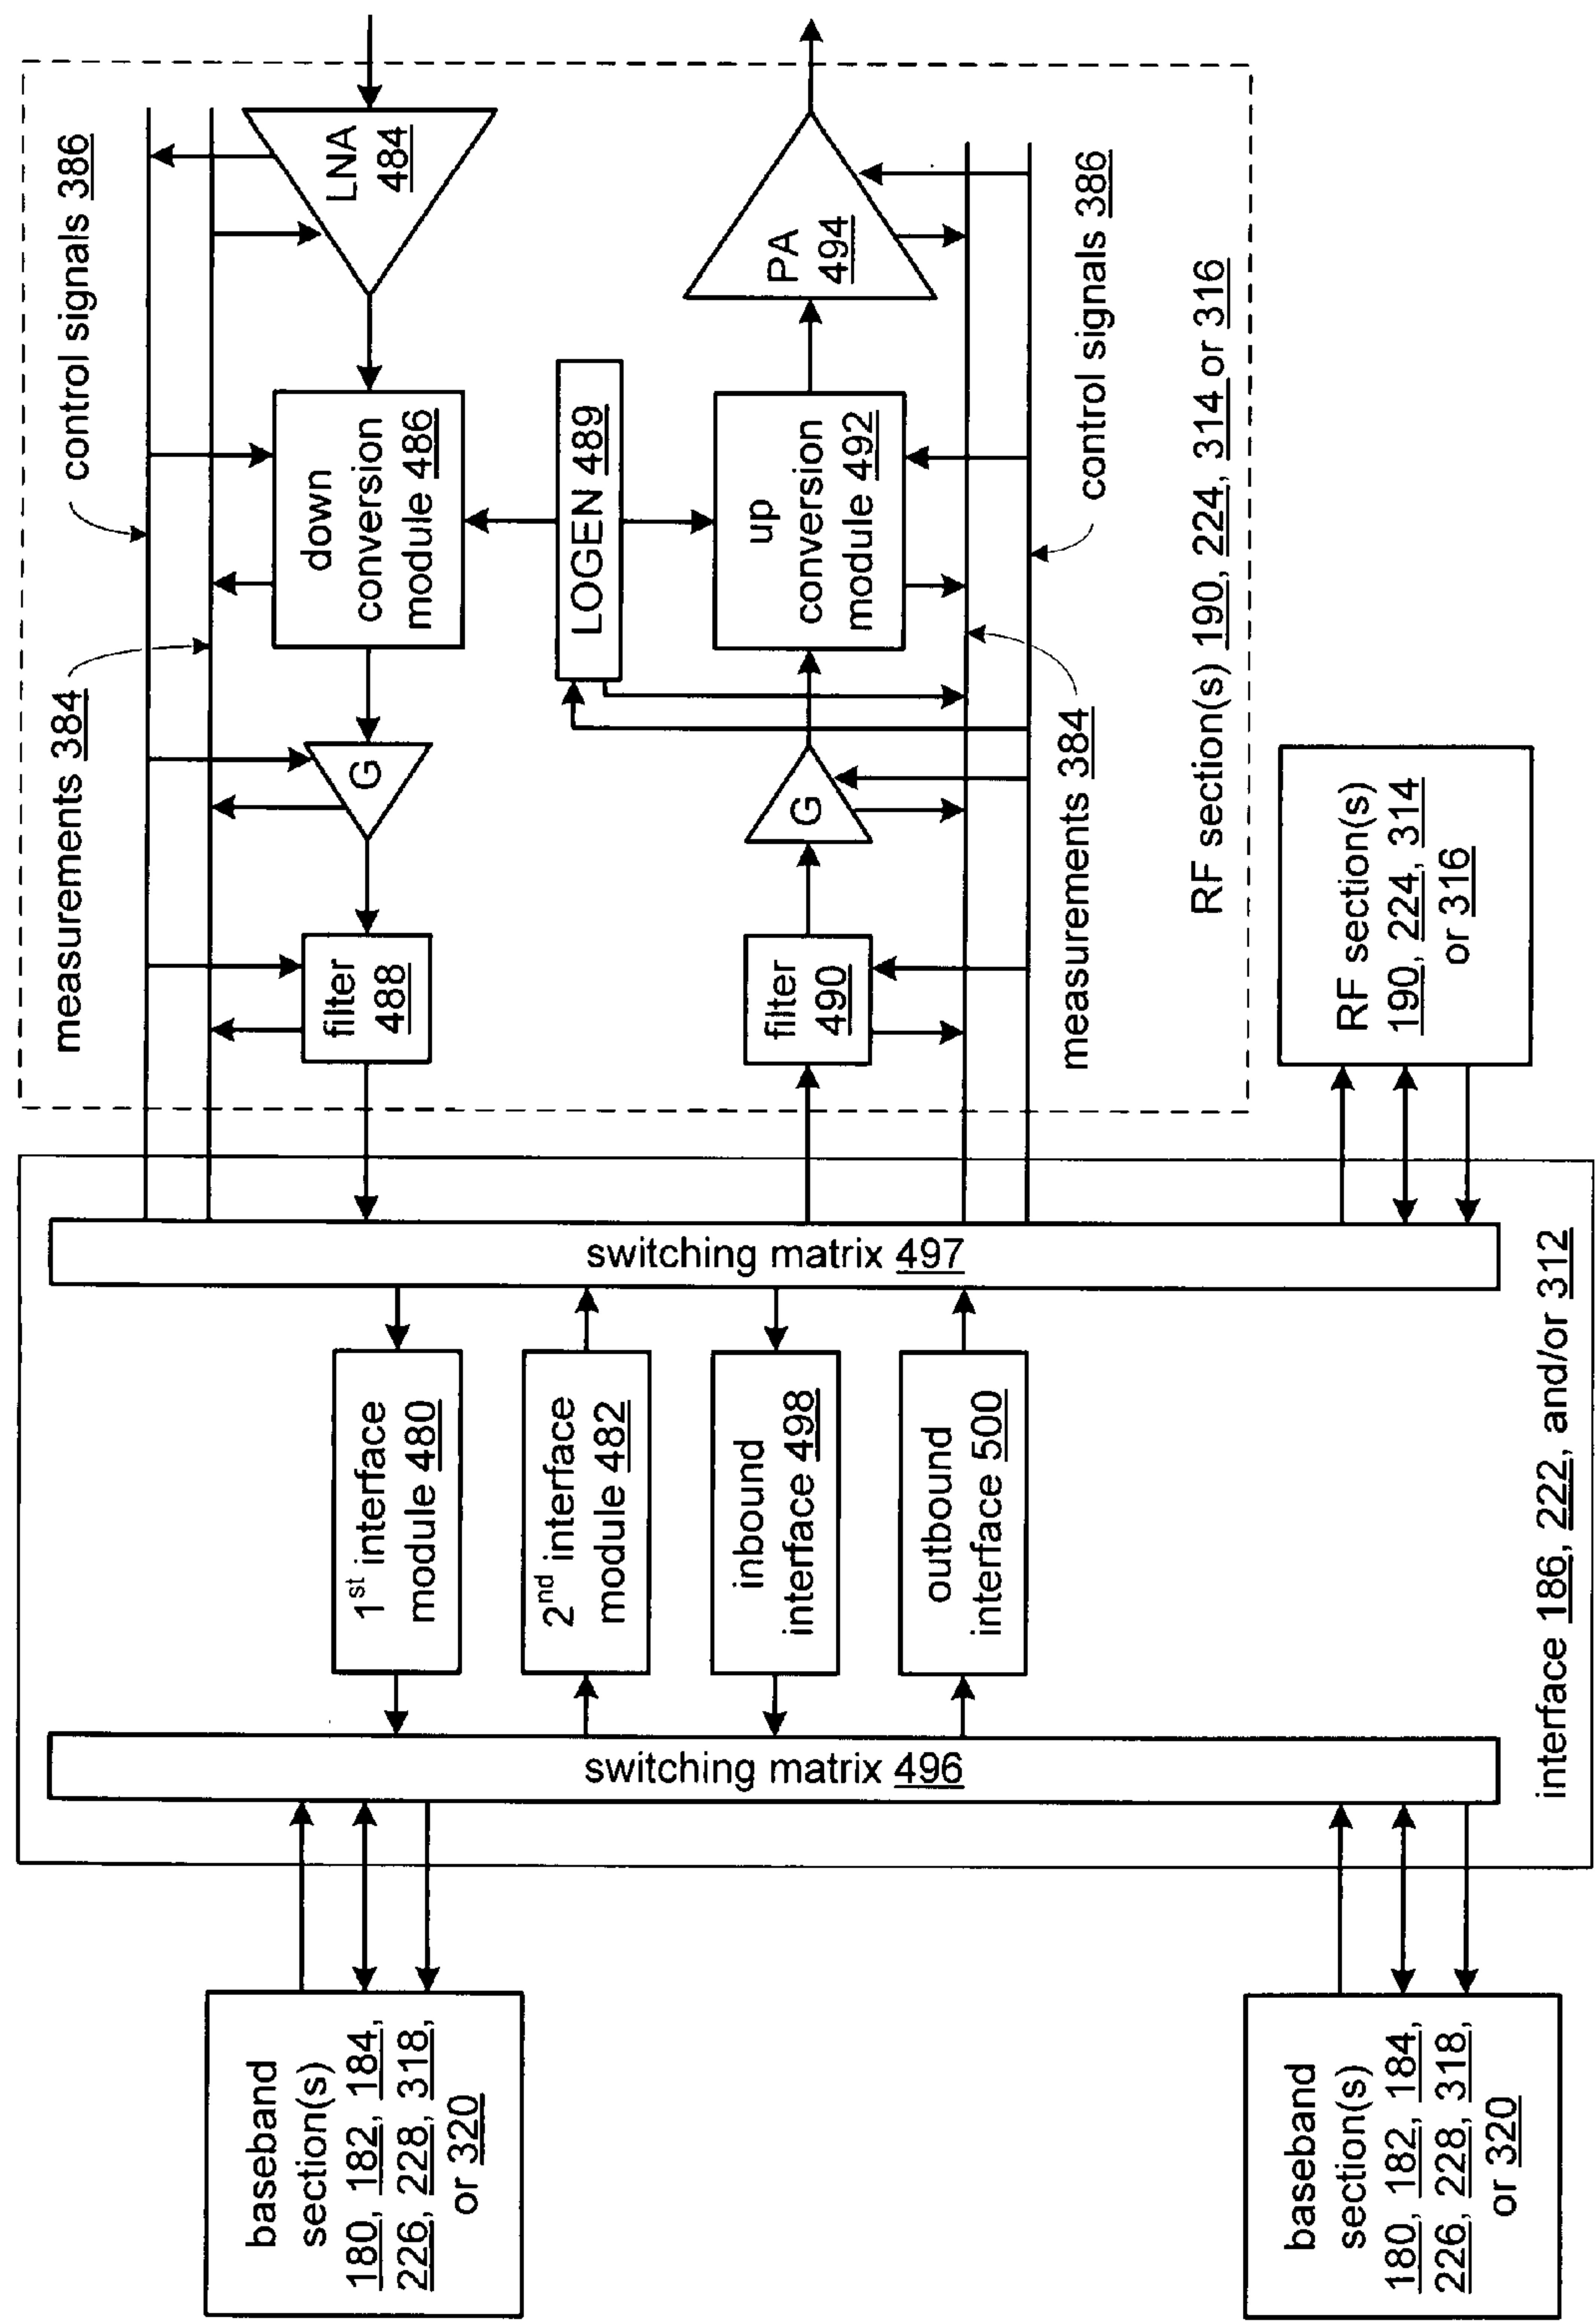 control signals 386
measurements 384
LNA
484
down
conversion
module 486
G
filter
488
LOGEN 489
PA
494
up
conversion
module 492
G
filter
490
control signals 386
measurements 384
RF section(s) 190, 224, 314 or 316
RF section(s)
190, 224, 314
or 316
switching matrix 497
1st interface
module 480
2nd interface
module 482
inbound
interface 498
outbound
interface 500
switching matrix 496
interface 186, 222, and/or 312
baseband
section(s)
180, 182, 184,
226, 228, 318,
or 320
baseband
section(s)
180, 182, 184,
226, 228, 318,
or 320